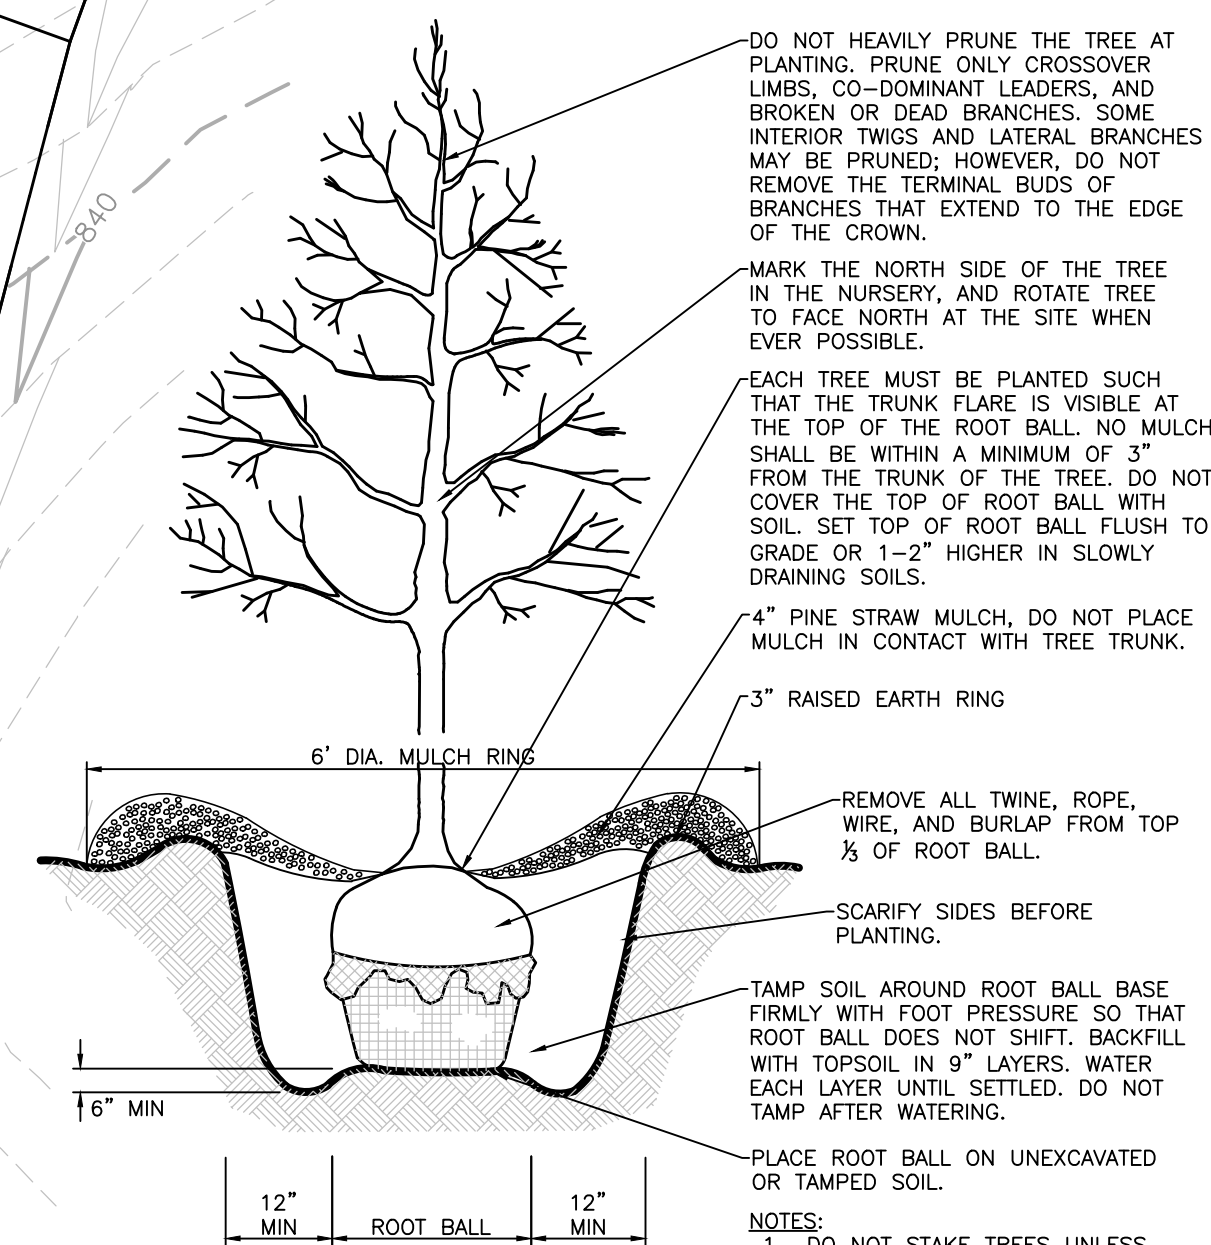 DO NOT HEAVILY PRUNE THE TREE AT
PLANTING. PRUNE ONLY CROSSOVER
LIMBS, CO-DOMINANT LEADERS, AND
BROKEN OR DEAD BRANCHES. SOME
INTERIOR TWIGS AND LATERAL BRANCHES
MAY BE PRUNED; HOWEVER, DO NOT
REMOVE THE TERMINAL BUDS OF
BRANCHES THAT EXTEND TO THE EDGE
OF THE CROWN.
840
MARK THE NORTH SIDE OF THE TREE
IN THE NURSERY, AND ROTATE TREE
TO FACE NORTH AT THE SITE WHEN
EVER POSSIBLE.
EACH TREE MUST BE PLANTED SUCH
THAT THE TRUNK FLARE IS VISIBLE AT
THE TOP OF THE ROOT BALL. NO MULCH
SHALL BE WITHIN A MINIMUM OF 3"
FROM THE TRUNK OF THE TREE. DO NOT
COVER THE TOP OF ROOT BALL WITH
SOIL. SET TOP OF ROOT BALL FLUSH TO
GRADE OR 1-2" HIGHER IN SLOWLY
DRAINING SOILS.
4" PINE STRAW MULCH, DO NOT PLACE
MULCH IN CONTACT WITH TREE TRUNK.
3" RAISED EARTH RING
6' DIA. MULCH RING
REMOVE ALL TWINE, ROPE,
WIRE, AND BURLAP FROM TOP
⅓ OF ROOT BALL.
SCARIFY SIDES BEFORE
PLANTING.
TAMP SOIL AROUND ROOT BALL BASE
FIRMLY WITH FOOT PRESSURE SO THAT
ROOT BALL DOES NOT SHIFT. BACKFILL
WITH TOPSOIL IN 9" LAYERS. WATER
EACH LAYER UNTIL SETTLED. DO NOT
TAMP AFTER WATERING.
6" MIN
PLACE ROOT BALL ON UNEXCAVATED
OR TAMPED SOIL.
12"
MIN
ROOT BALL
12"
MIN
NOTES:
1. DO NOT STAKE TREES UNLESS